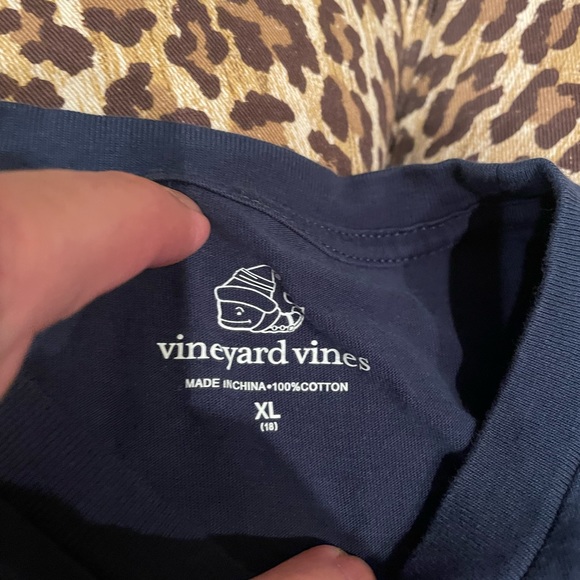 vineyard vines
MADE IN CHINA•100%COTTON
XL
(18)